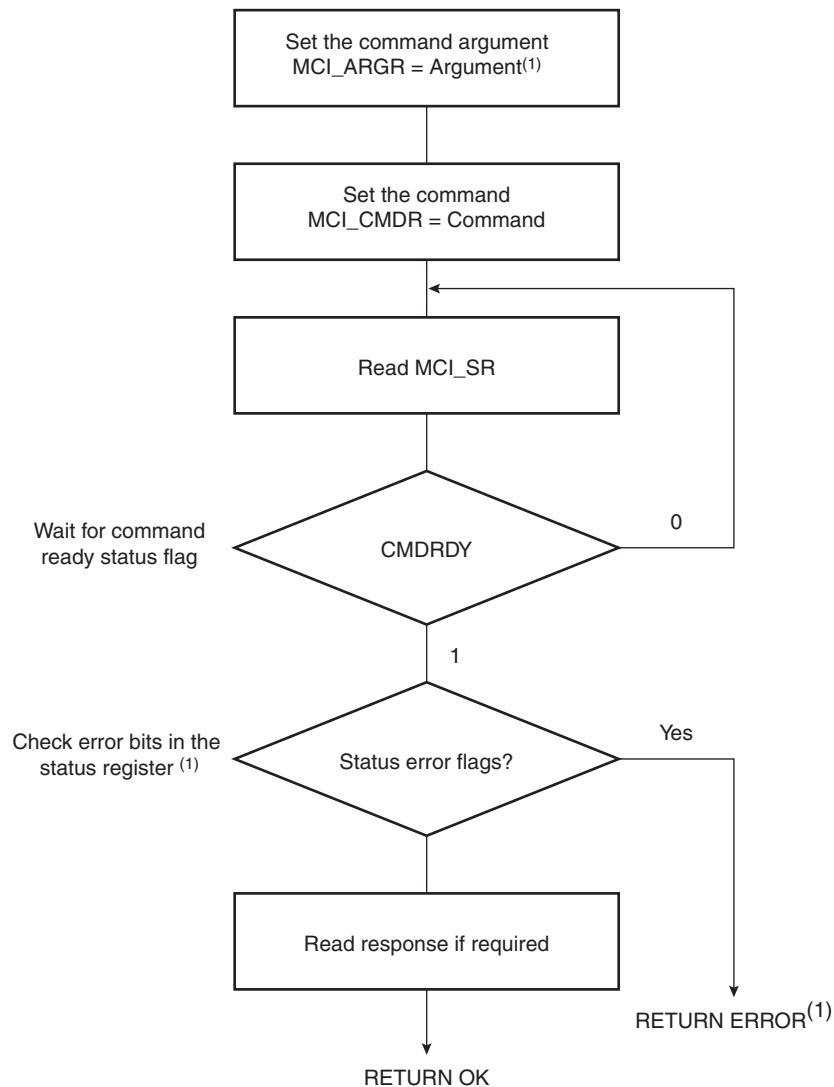 Set the command argument
MCI_ARGR = Argument(1)
Set the command
MCI_CMDR = Command
Read MCI_SR
Wait for command
ready status flag
CMDRDY
0
1
Check error bits in the
status register (1)
Status error flags?
Yes
Read response if required
RETURN ERROR(1)
RETURN OK